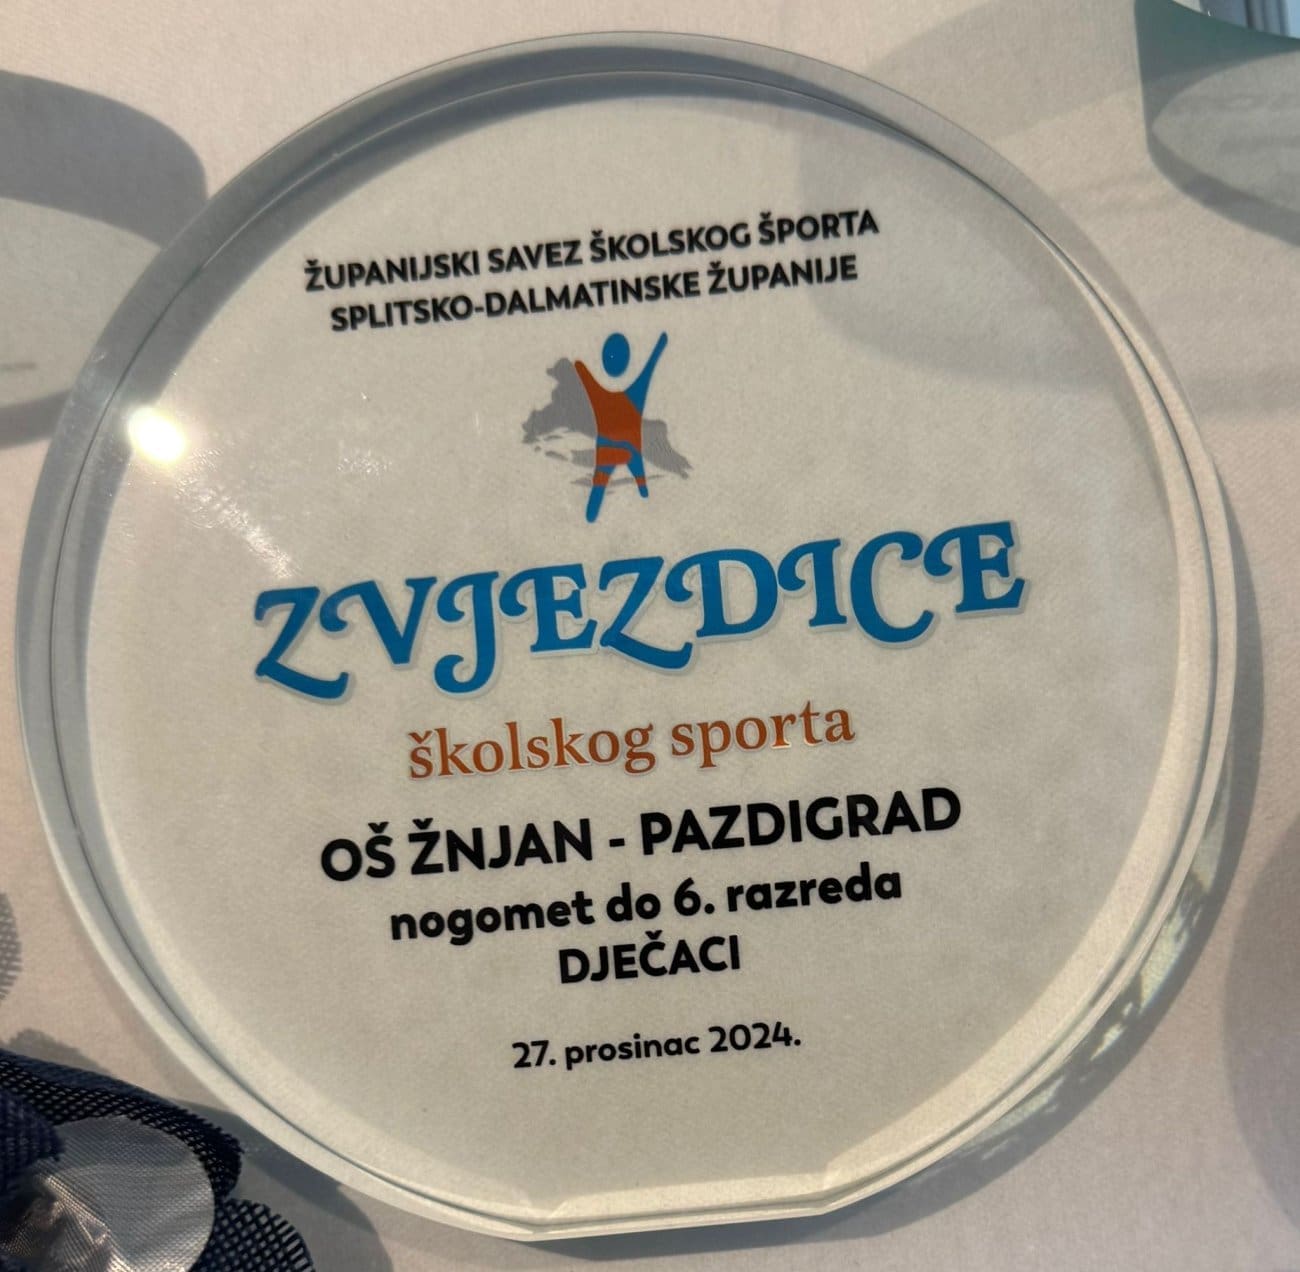 ŽUPANIJSKI SAVEZ ŠKOLSKOG ŠPORTA
SPLITSKO-DALMATINSKE ŽUPANIJE
ZVJEZDICE
školskog sporta
OŠ ŽNJAN - PAZDIGRAD
nogomet do 6. razreda
DJEČACI
27. prosinac 2024.